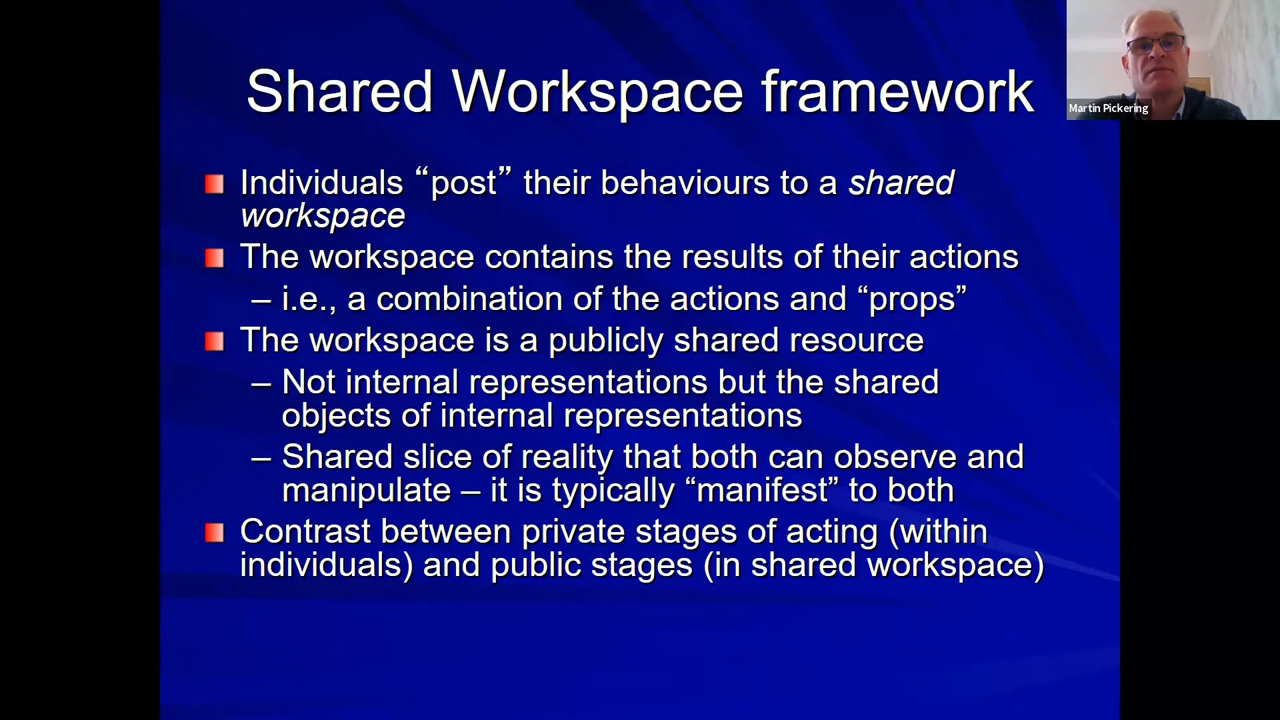 Shared Workspace framework
Martin Pickering
Individuals “post” their behaviours to a shared
workspace
The workspace contains the results of their actions
– i.e., a combination of the actions and “props”
The workspace is a publicly shared resource
– Not internal representations but the shared
objects of internal representations
– Shared slice of reality that both can observe and
manipulate – it is typically “manifest” to both
Contrast between private stages of acting (within
individuals) and public stages (in shared workspace)